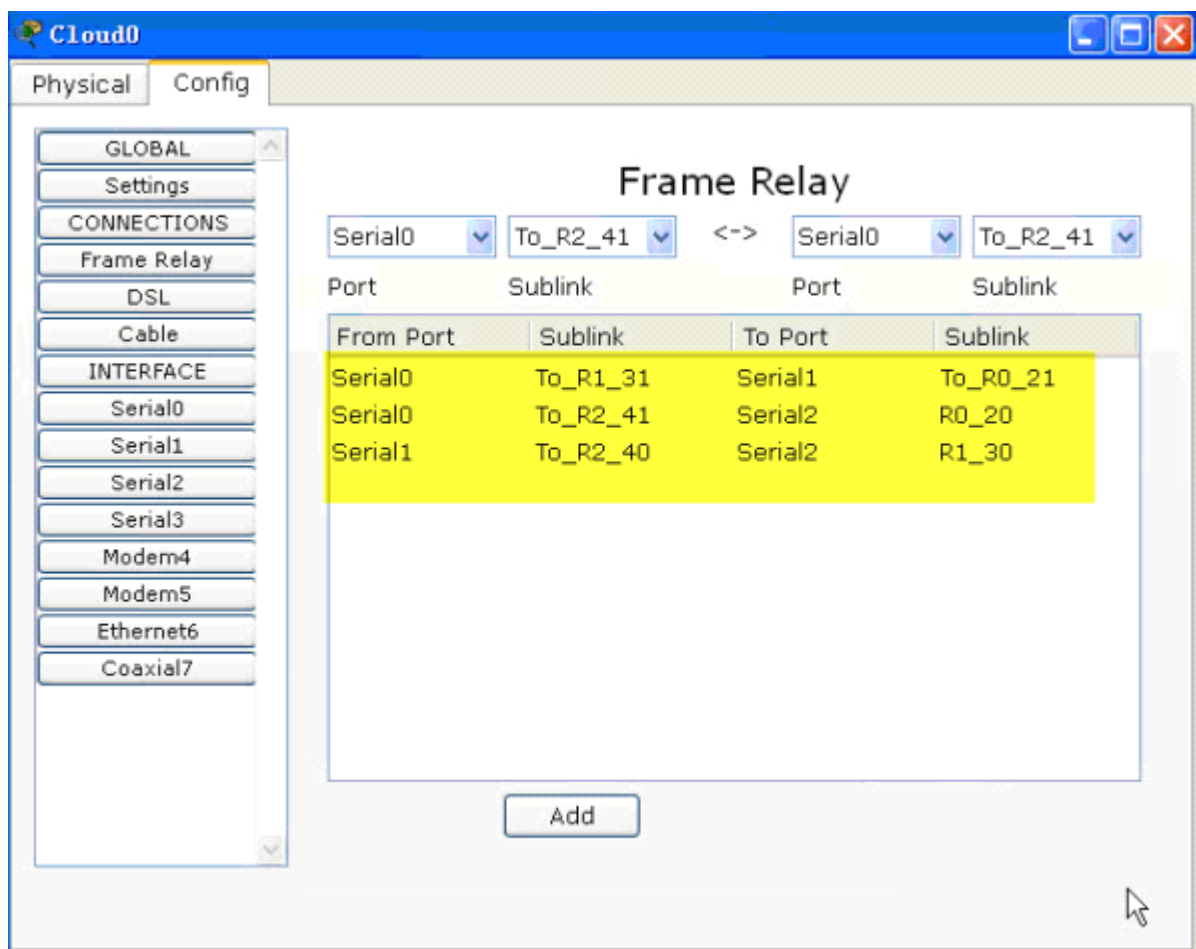 Cloud0
Physical Config
GLOBAL
Settings
CONNECTIONS
Frame Relay
DSL
Cable
INTERFACE
Serial0
Serial1
Serial2
Serial3
Modem4
Modem5
Ethernet6
Coaxial7
Frame Relay
Serial0 To_R2_41 <-> Serial0 To_R2_41
Port Sublink Port Sublink
From Port Sublink To Port Sublink
Serial0 To_R1_31 Serial1 To_R0_21
Serial0 To_R2_41 Serial2 R0_20
Serial1 To_R2_40 Serial2 R1_30
Add